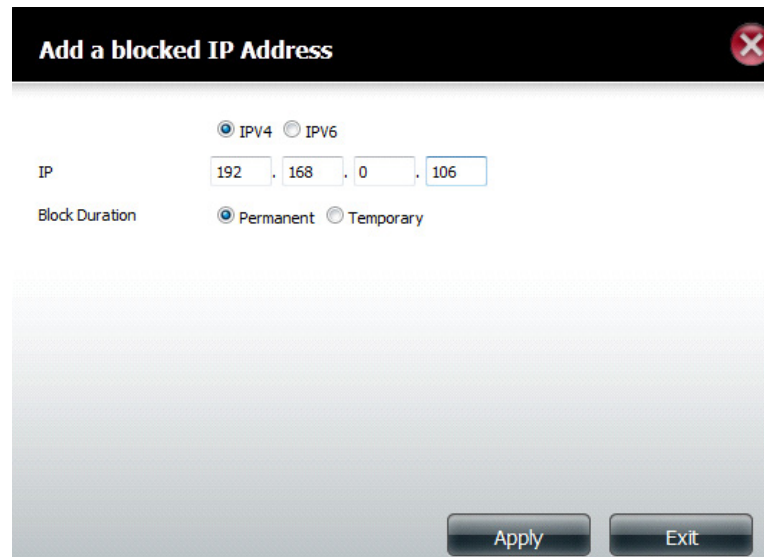 Add a blocked IP Address
IPV4 IPV6
IP 192 . 168 . 0 . 106
Block Duration Permanent Temporary
Apply Exit